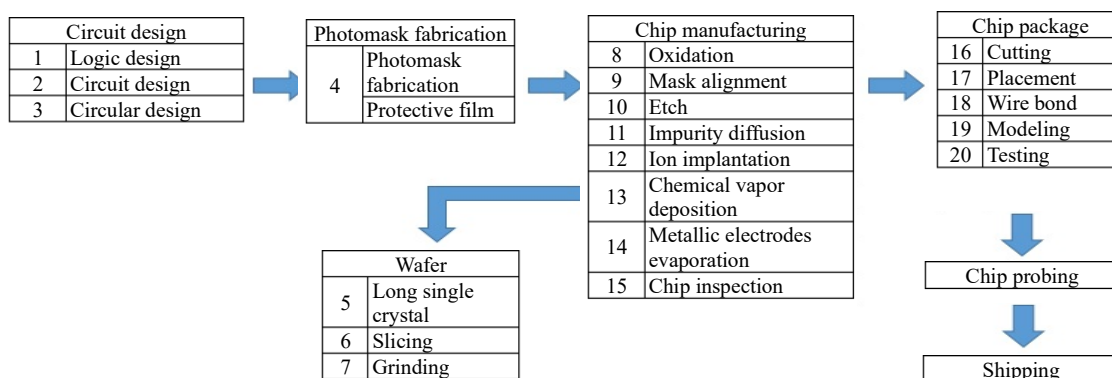 Circuit design
1 Logic design
2 Circuit design
3 Circular design
Photomask fabrication
4 Photomask
fabrication
Protective film
Chip manufacturing
8 Oxidation
9 Mask alignment
10 Etch
11 Impurity diffusion
12 Ion implantation
13 Chemical vapor
deposition
14 Metallic electrodes
evaporation
15 Chip inspection
Wafer
5 Long single
crystal
6 Slicing
7 Grinding
Chip package
16 Cutting
17 Placement
18 Wire bond
19 Modeling
20 Testing
Chip probing
Shipping